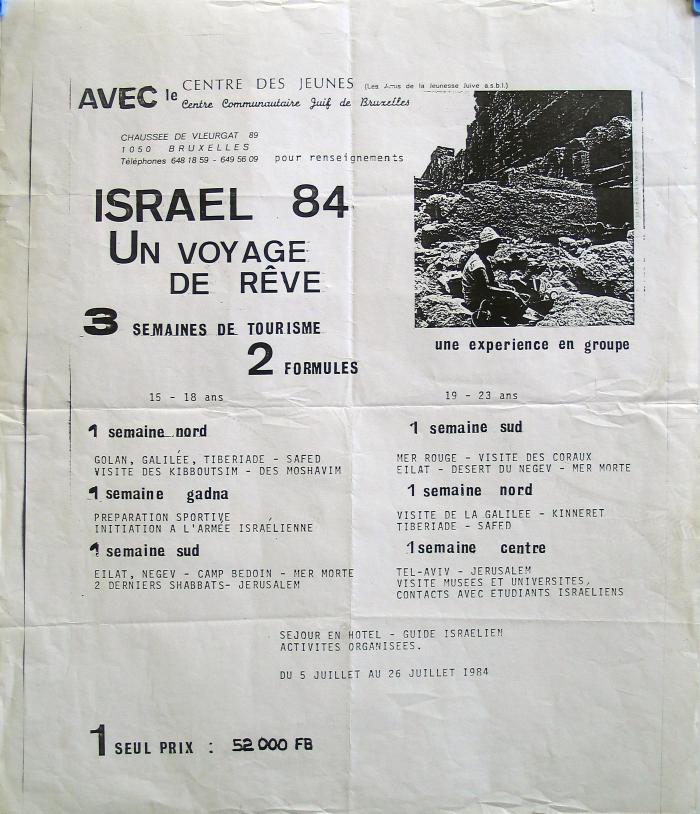 AVEC le CENTRE DES JEUNES (Les Amis de la Jeunesse Juive a.s.b.l.)
Centre Communautaire Juif de Bruxelles
CHAUSSEE DE VLEURGAT 89
1050 BRUXELLES
Téléphones 648 18 59 - 649 56 09 pour renseignements
ISRAEL 84
UN VOYAGE
DE RÊVE
3 SEMAINES DE TOURISME
2 FORMULES
une experience en groupe
15 - 18 ans
1 semaine nord
GOLAN, GALILÉE, TIBERIADE - SAFED
VISITE DES KIBBOUTSIM - DES MOSHAVIM
1 semaine gadna
PREPARATION SPORTIVE
INITIATION A L'ARMÉE ISRAÉLIENNE
1 semaine sud
EILAT, NEGEV - CAMP BEDOIN - MER MORTE
2 DERNIERS SHABBATS- JERUSALEM
19 - 23 ans
1 semaine sud
MER ROUGE - VISITE DES CORAUX
EILAT - DESERT DU NEGEV - MER MORTE
1 semaine nord
VISITE DE LA GALILEE - KINNERET
TIBERIADE - SAFED
1semaine centre
TEL-AVIV - JERUSALEM
VISITE MUSEES ET UNIVERSITES,
CONTACTS AVEC ETUDIANTS ISRAELIENS
SEJOUR EN HOTEL - GUIDE ISRAELIEN
ACTIVITES ORGANISEES.
DU 5 JUILLET AU 26 JUILLET 1984
1 SEUL PRIX : 52 000 FB